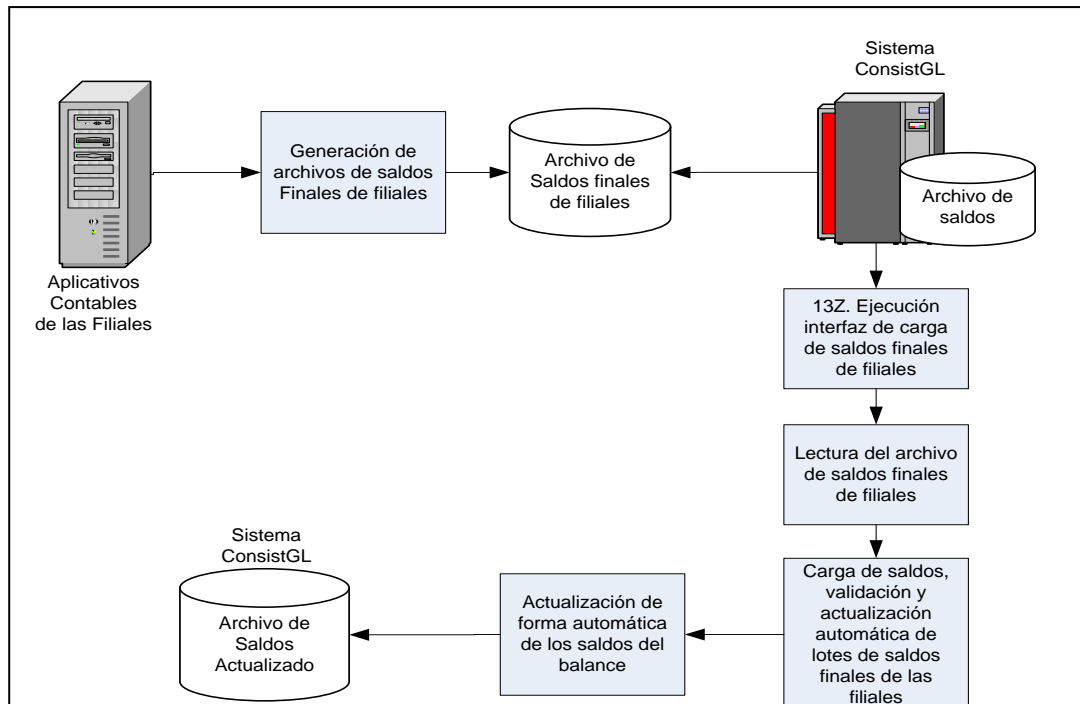 Sistema
ConsistGL
Generación de
archivos de saldos
Finales de filiales
Archivo de
Saldos finales
de filiales
Archivo de
saldos
Aplicativos
Contables
de las Filiales
13Z. Ejecución
interfaz de carga
de saldos finales
de filiales
Lectura del archivo
de saldos finales
de filiales
Carga de saldos,
validación y
actualización
automática de
lotes de saldos
finales de las
filiales
Actualización de
forma automática
de los saldos del
balance
Sistema
ConsistGL
Archivo de
Saldos
Actualizado